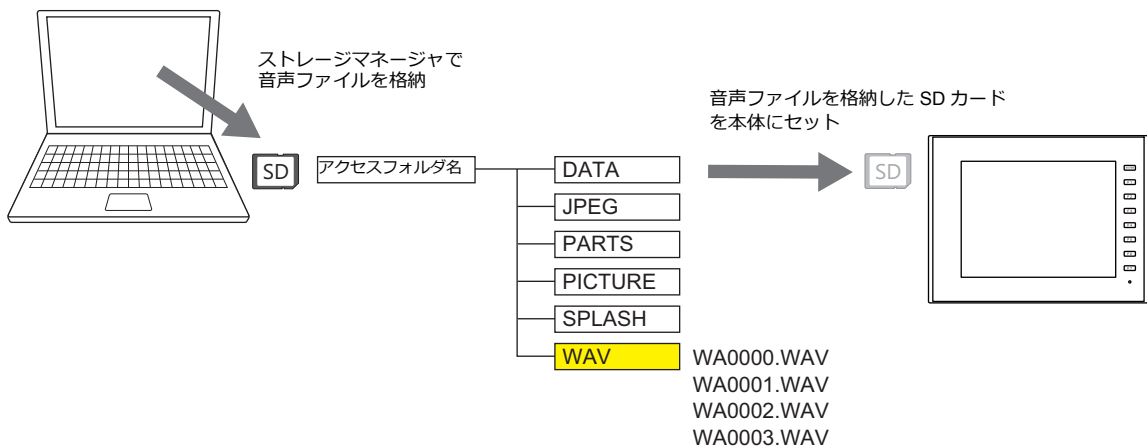 ストレージマネージャで
音声ファイルを格納
音声ファイルを格納した SD カード
を本体にセット
SD
アクセスフォルダ名
DATA
SD
JPEG
PARTS
PICTURE
SPLASH
WAV
WA0000.WAV
WA0001.WAV
WA0002.WAV
WA0003.WAV